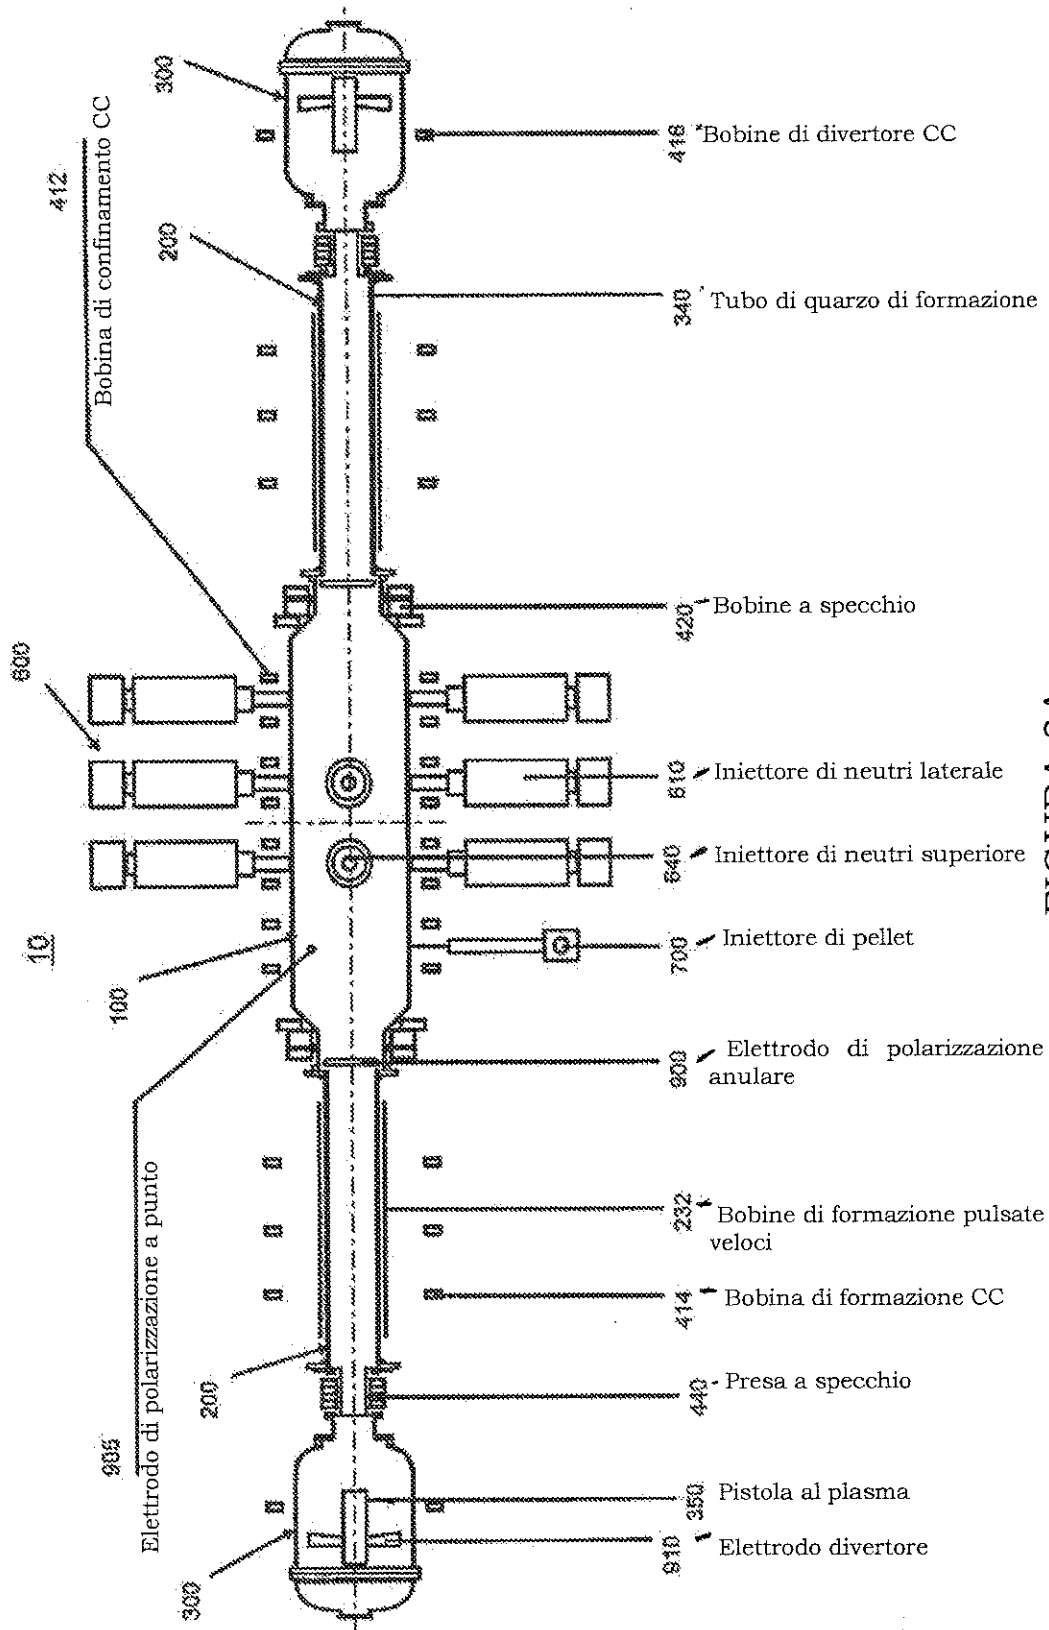 10
412
Bobina di confinamento CC
300
200
600
100
905
Elettrodo di polarizzazione a punto
200
300
416 Bobine di divertore CC
340 Tubo di quarzo di formazione
420 Bobine a specchio
610 Iniettore di neutri laterale
640 Iniettore di neutri superiore
700 Iniettore di pellet
900 Elettrodo di polarizzazione
anulare
232 Bobine di formazione pulsate
veloci
414 Bobina di formazione CC
440 Presa a specchio
350 Pistola al plasma
910 Elettrodo divertore